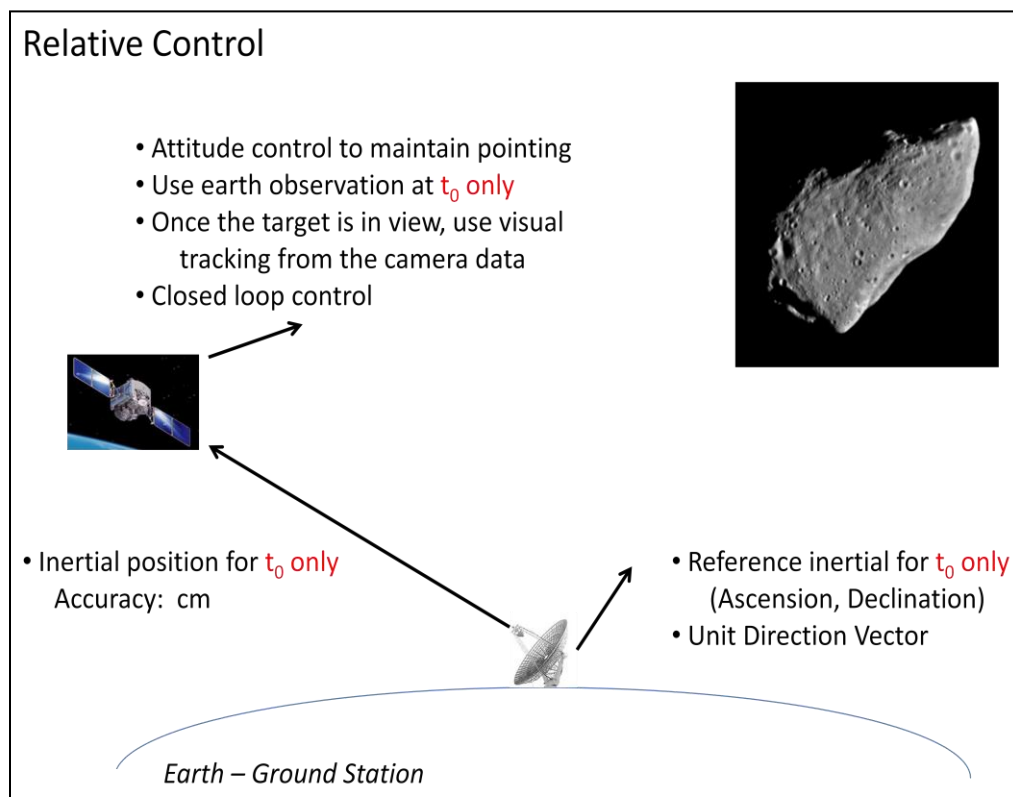 Relative Control
• Attitude control to maintain pointing
• Use earth observation at t₀ only
• Once the target is in view, use visual
tracking from the camera data
• Closed loop control
• Inertial position for t₀ only
Accuracy: cm
• Reference inertial for t₀ only
(Ascension, Declination)
• Unit Direction Vector
Earth – Ground Station